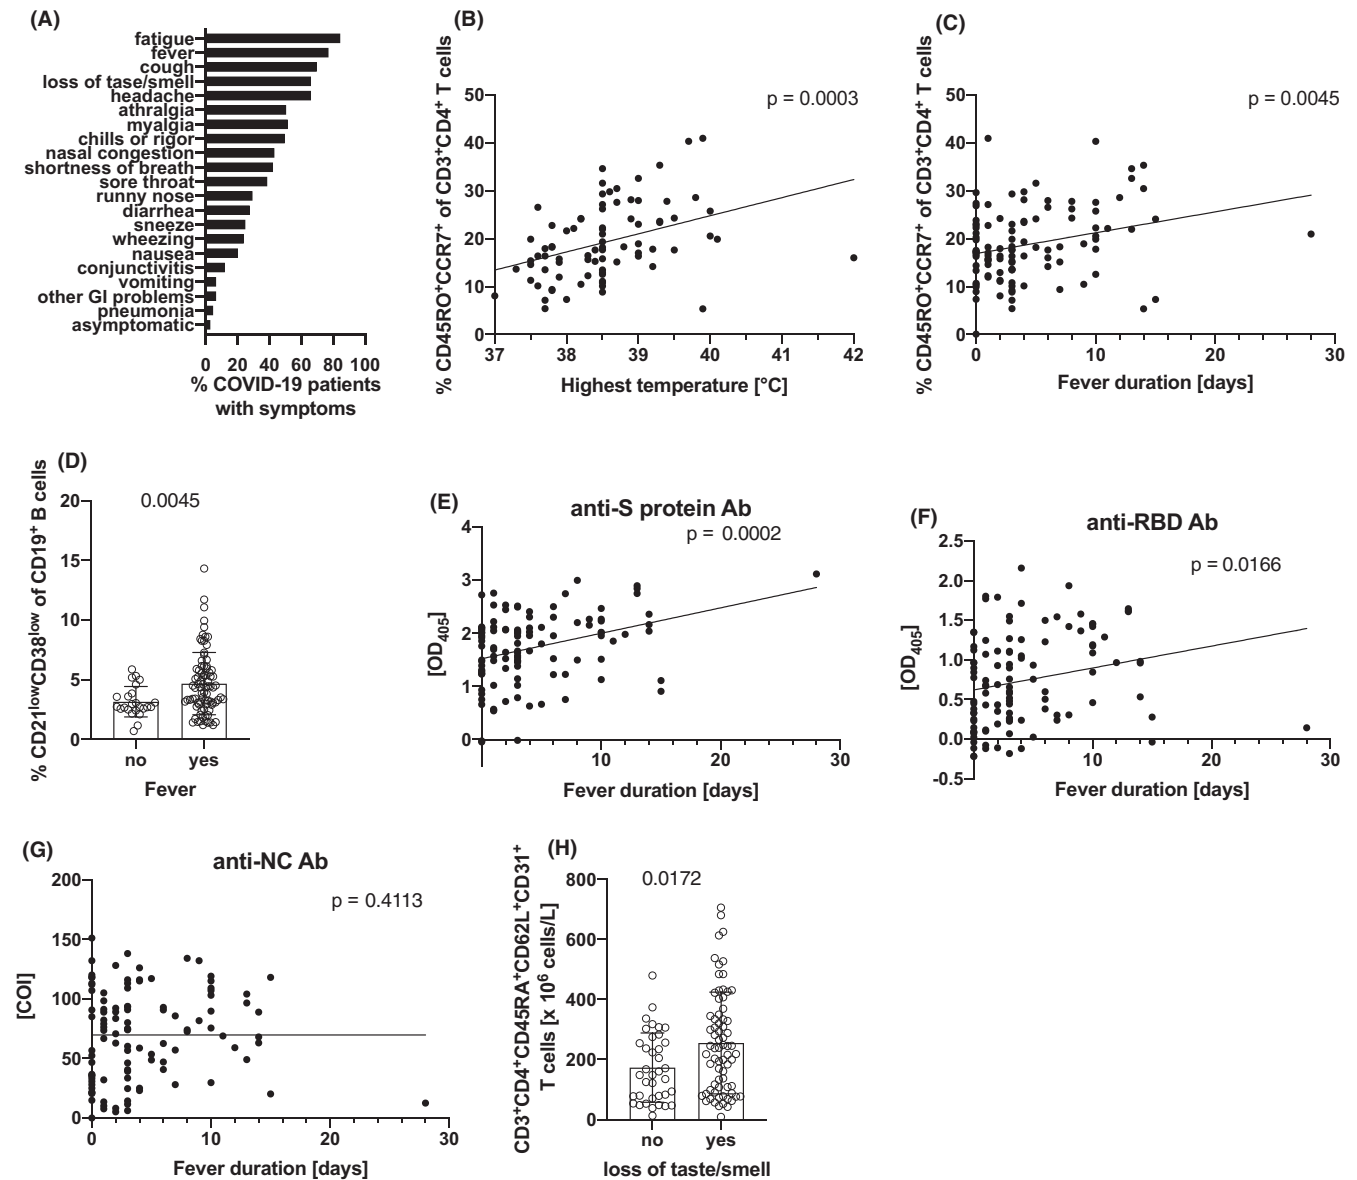 (A)
fatigue
fever
cough
loss of tase/smell
headache
athralgia
myalgia
chills or rigor
nasal congestion
shortness of breath
sore throat
runny nose
diarrhea
sneeze
wheezing
nausea
conjunctivitis
vomiting
other GI problems
pneumonia
asymptomatic
0 20 40 60 80 100
% COVID-19 patients
with symptoms
(B)
% CD45RO⁺CCR7⁺ of CD3⁺CD4⁺ T cells
p = 0.0003
50
40
30
20
10
0
37 38 39 40 41 42
Highest temperature [°C]
(C)
% CD45RO⁺CCR7⁺ of CD3⁺CD4⁺ T cells
p = 0.0045
50
40
30
20
10
0
0 10 20 30
Fever duration [days]
(D)
% CD21ˡᵒʷCD38ˡᵒʷ of CD19⁺ B cells
0.0045
20
15
10
5
0
no yes
Fever
(E)
anti-S protein Ab
p = 0.0002
[OD₄₀₅]
4
3
2
1
0
10 20 30
Fever duration [days]
(F)
anti-RBD Ab
p = 0.0166
[OD₄₀₅]
2.5
2.0
1.5
1.0
0.5
0.0
-0.5
10 20 30
Fever duration [days]
(G)
anti-NC Ab
p = 0.4113
[COI]
200
150
100
50
0
0 10 20 30
Fever duration [days]
(H)
CD3⁺CD4⁺CD45RA⁺CD62L⁺CD31⁺
T cells [x 10⁶ cells/L]
0.0172
800
600
400
200
0
no yes
loss of taste/smell